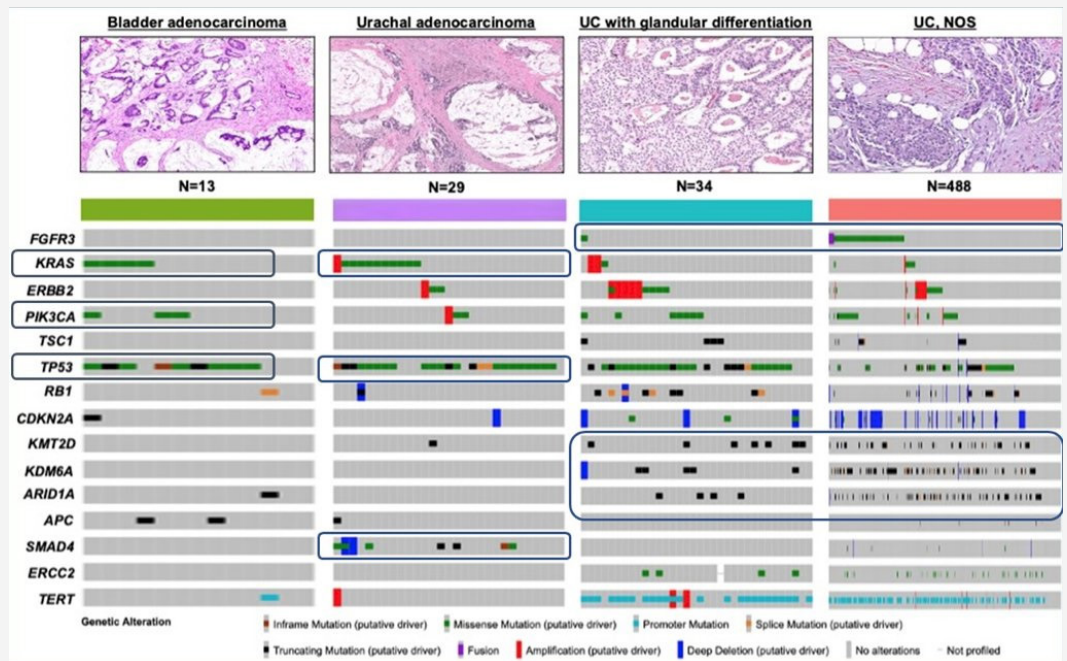 Bladder adenocarcinoma Urachal adenocarcinoma UC with glandular differentiation UC, NOS
N=13 N=29 N=34 N=488
FGFR3
KRAS
ERBB2
PIK3CA
TSC1
TP53
RB1
CDKN2A
KMT2D
KDM6A
ARID1A
APC
SMAD4
ERCC2
TERT
Genetic Alteration Inframe Mutation (putative driver) Missense Mutation (putative driver) Promoter Mutation Splice Mutation (putative driver)
Truncating Mutation (putative driver) Fusion Amplification (putative driver) Deep Deletion (putative driver) No alterations Not profiled